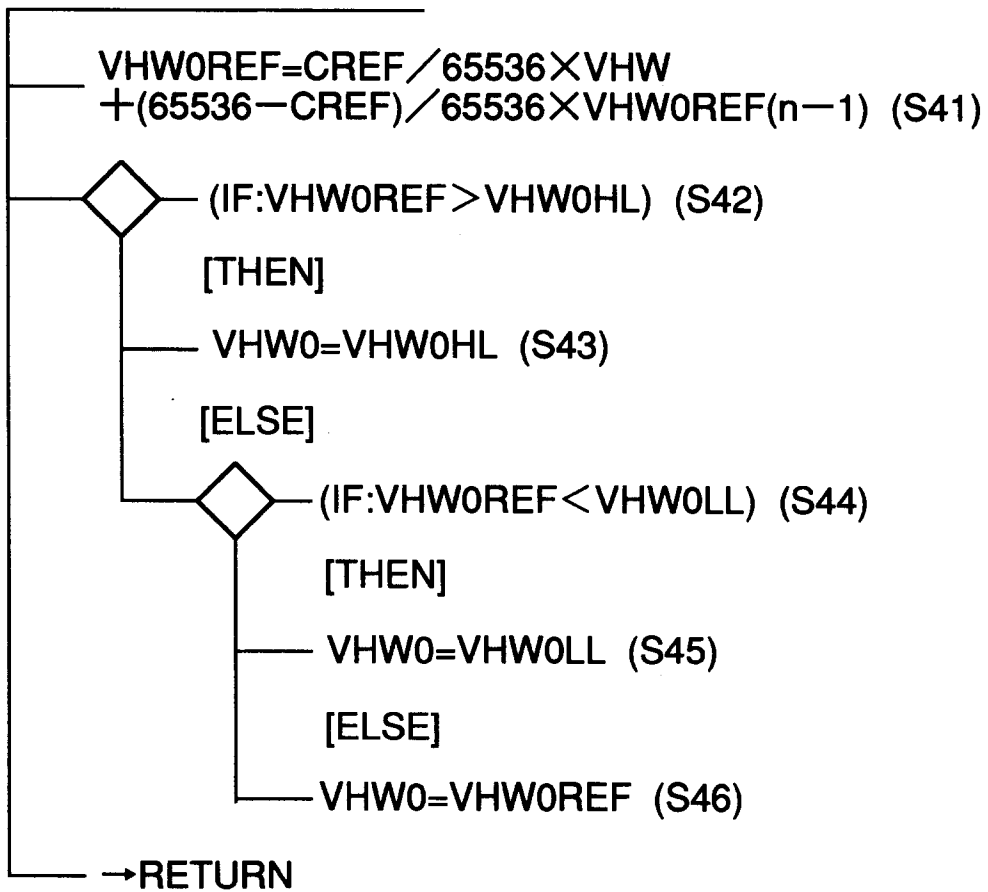 VHW0REF=CREF／65536×VHW
＋(65536－CREF)／65536×VHW0REF(n－1) (S41)
(IF:VHW0REF＞VHW0HL) (S42)
[THEN]
VHW0=VHW0HL (S43)
[ELSE]
(IF:VHW0REF＜VHW0LL) (S44)
[THEN]
VHW0=VHW0LL (S45)
[ELSE]
VHW0=VHW0REF (S46)
→RETURN